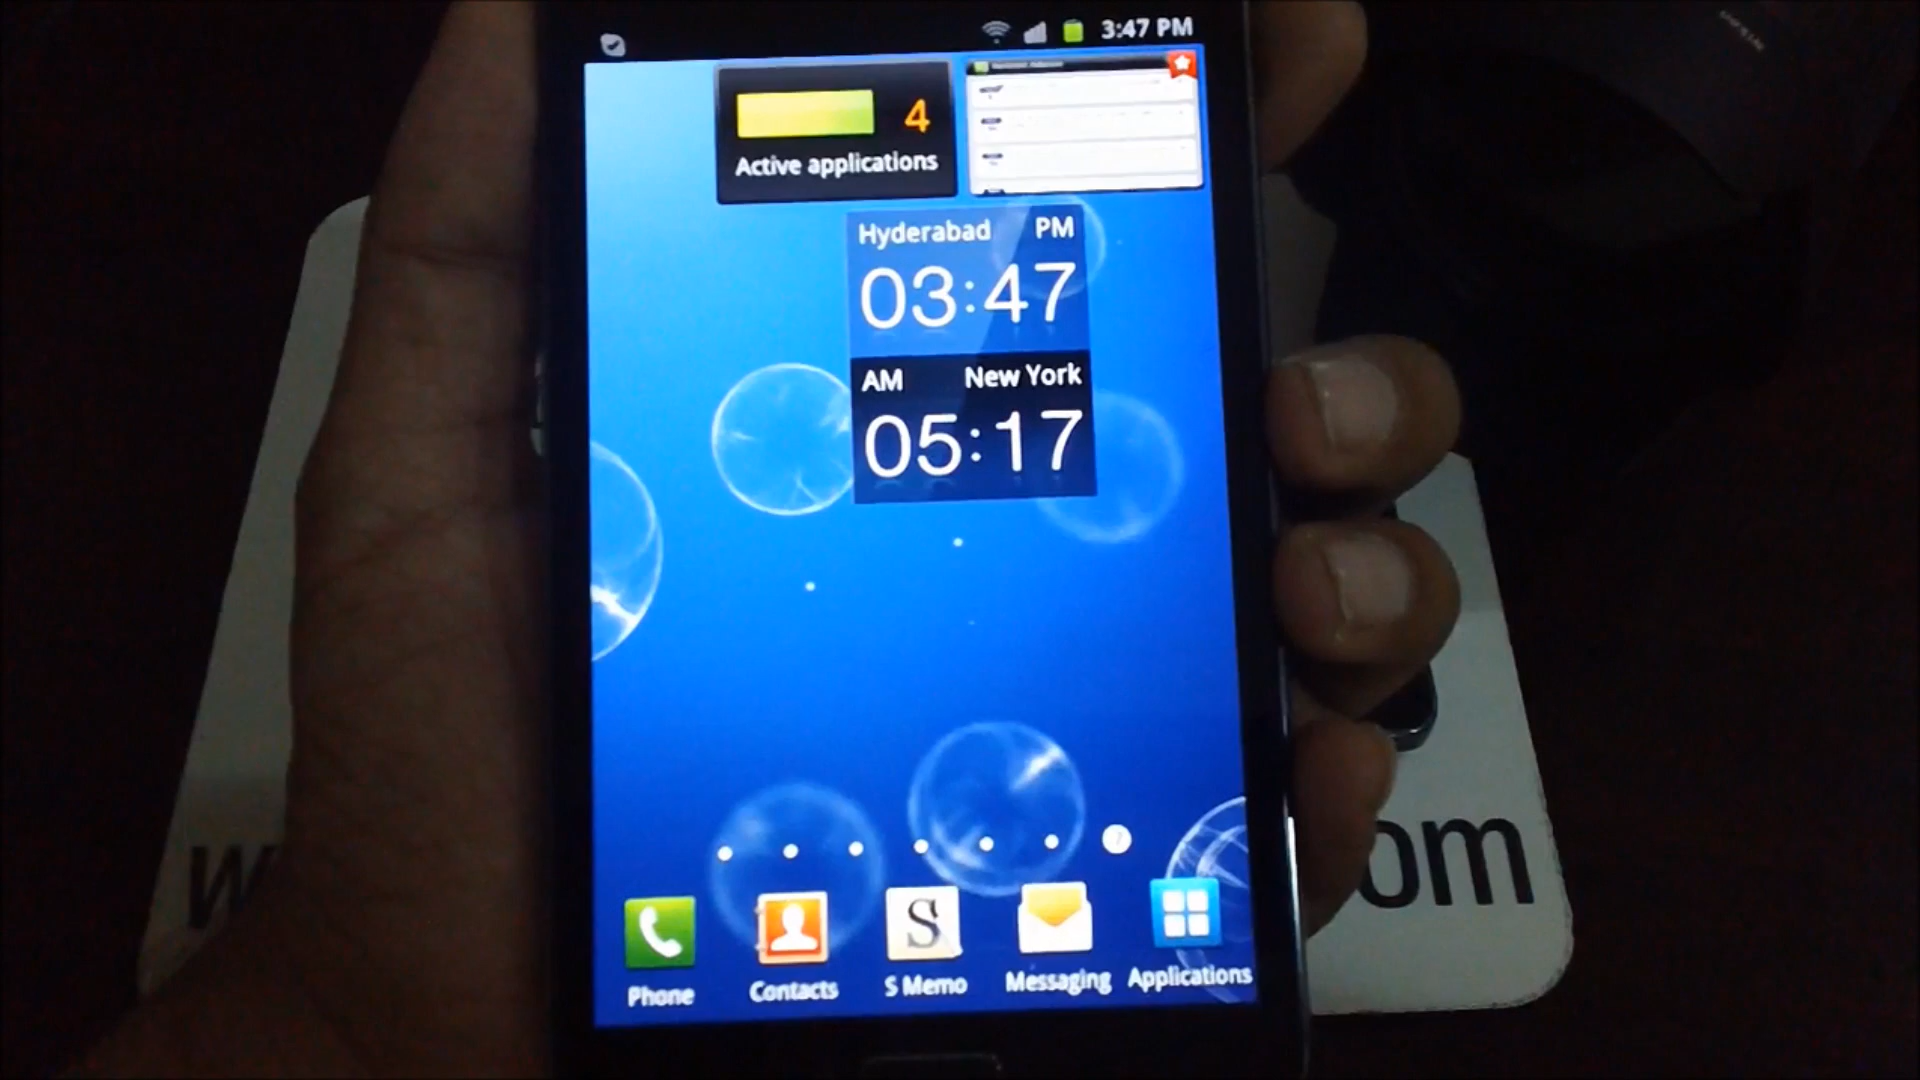 3:47 PM
4
Active applications
Hyderabad PM
03:47
AM New York
05:17
7
Phone Contacts S Memo Messaging Applications
w
om